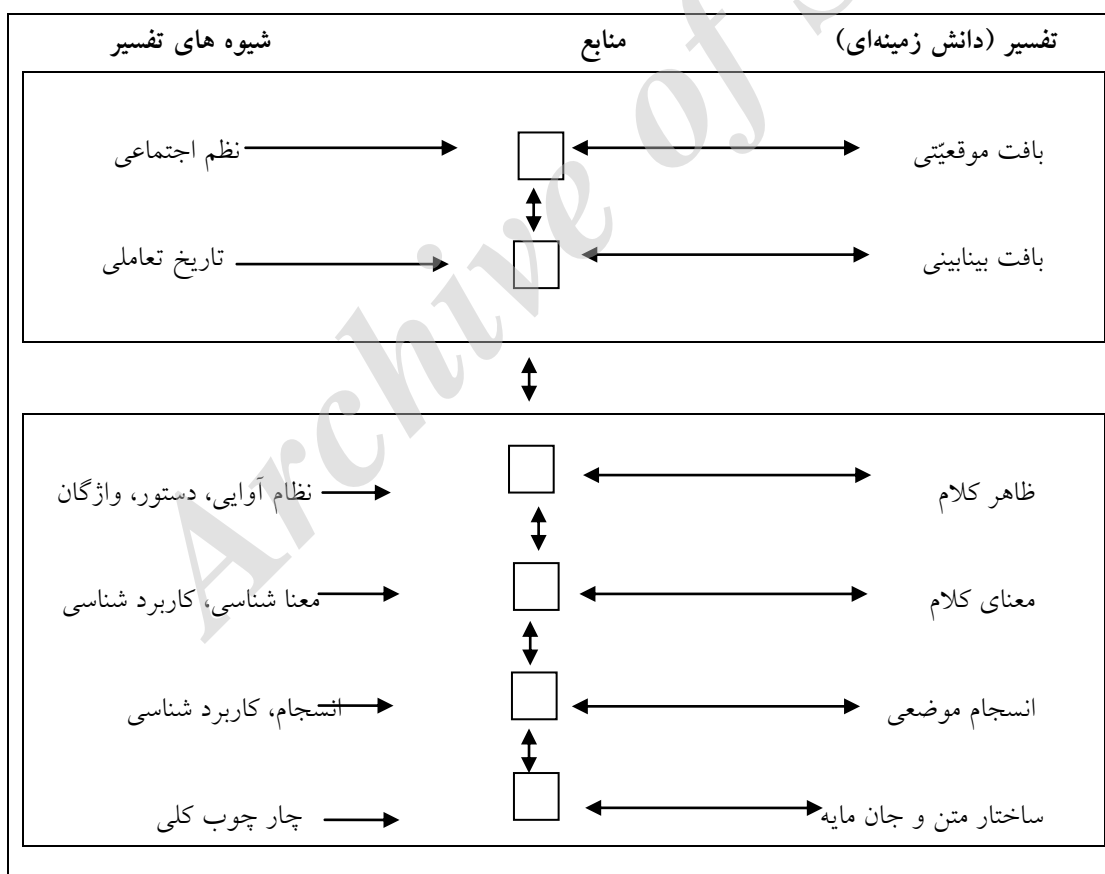 تفسیر (دانش زمینه‌ای) منابع شیوه های تفسیر
بافت موقعیّتی نظم اجتماعی
بافت بینابینی تاریخ تعاملی
ظاهر کلام نظام آوایی، دستور، واژگان
معنای کلام معنا شناسی، کاربرد شناسی
انسجام موضعی انسجام، کاربرد شناسی
ساختار متن و جان مایه چار چوب کلی
Archive of S